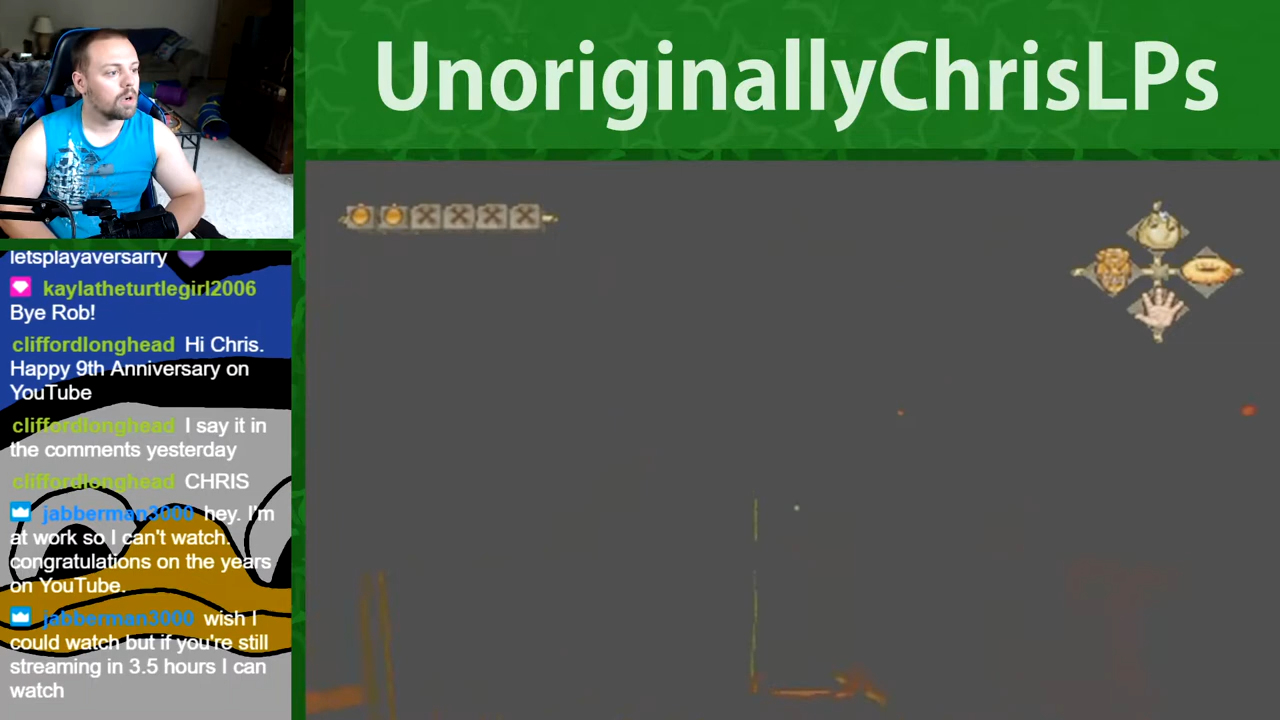 UnoriginallyChrisLPs
letsplayaversarry
kaylatheturtlegirl2006
Bye Rob!
cliffordlonghead Hi Chris.
Happy 9th Anniversary on
YouTube
cliffordlonghead I say it in
the comments yesterday
cliffordlonghead CHRIS
jabberman3000 hey. I'm
at work so I can't watch.
congratulations on the years
on YouTube.
jabberman3000 wish I
could watch but if you're still
streaming in 3.5 hours I can
watch